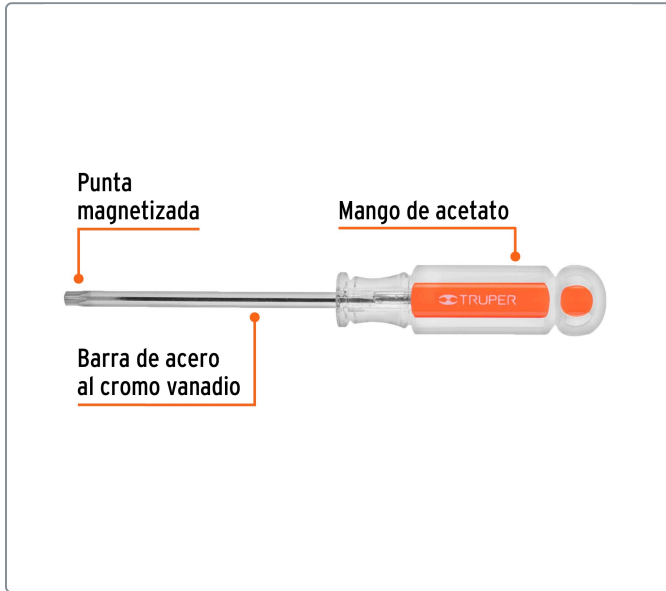 Punta
magnetizada
Mango de acetato
TRUPER
Barra de acero
al cromo vanadio